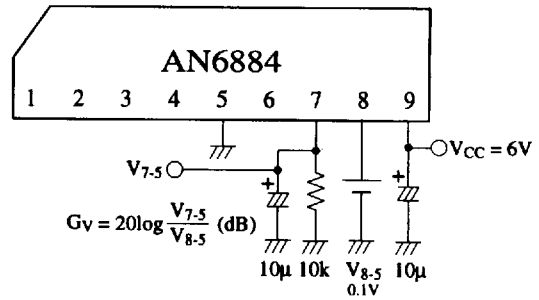 AN6884
1 2 3 4 5 6 7 8 9
V7-5
VCC = 6V
+
+
GV = 20log V7-5 / V8-5 (dB)
10μ 10k V8-5 10μ
0.1V